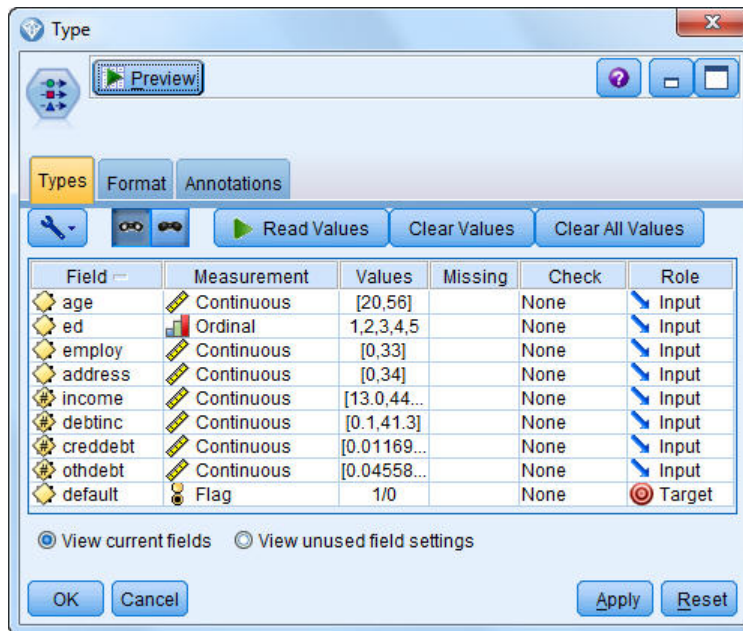 Type
Preview
Types Format Annotations
Read Values Clear Values Clear All Values
Field Measurement Values Missing Check Role
age Continuous [20,56] None Input
ed Ordinal 1,2,3,4,5 None Input
employ Continuous [0,33] None Input
address Continuous [0,34] None Input
income Continuous [13.0,44... None Input
debtinc Continuous [0.1,41.3] None Input
creddebt Continuous [0.01169... None Input
othdebt Continuous [0.04558... None Input
default Flag 1/0 None Target
View current fields View unused field settings
OK Cancel Apply Reset